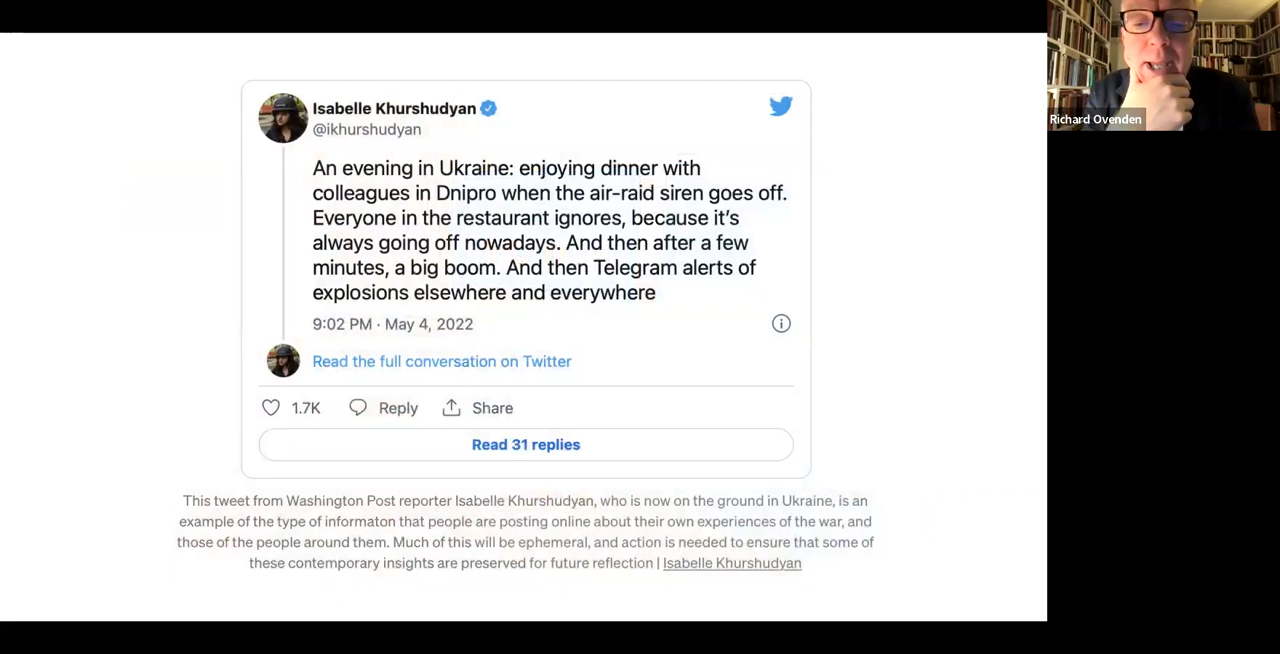 Isabelle Khurshudyan
@ikhurshudyan
An evening in Ukraine: enjoying dinner with
colleagues in Dnipro when the air-raid siren goes off.
Everyone in the restaurant ignores, because it's
always going off nowadays. And then after a few
minutes, a big boom. And then Telegram alerts of
explosions elsewhere and everywhere
9:02 PM · May 4, 2022
Read the full conversation on Twitter
1.7K Reply Share
Read 31 replies
This tweet from Washington Post reporter Isabelle Khurshudyan, who is now on the ground in Ukraine, is an
example of the type of informaton that people are posting online about their own experiences of the war, and
those of the people around them. Much of this will be ephemeral, and action is needed to ensure that some of
these contemporary insights are preserved for future reflection | Isabelle Khurshudyan
Richard Ovenden